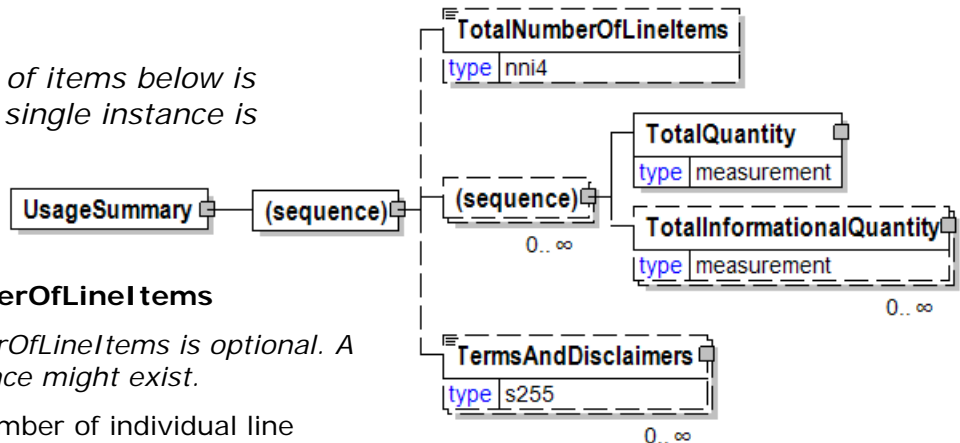 of items below is
single instance is
TotalNumberOfLineItems
type nni4
TotalQuantity
type measurement
UsageSummary
(sequence)
(sequence)
0.. ∞
TotalInformationalQuantity
type measurement
0.. ∞
erOfLineItems
rOfLineItems is optional. A
nce might exist.
mber of individual line
TermsAndDisclaimers
type s255
0.. ∞